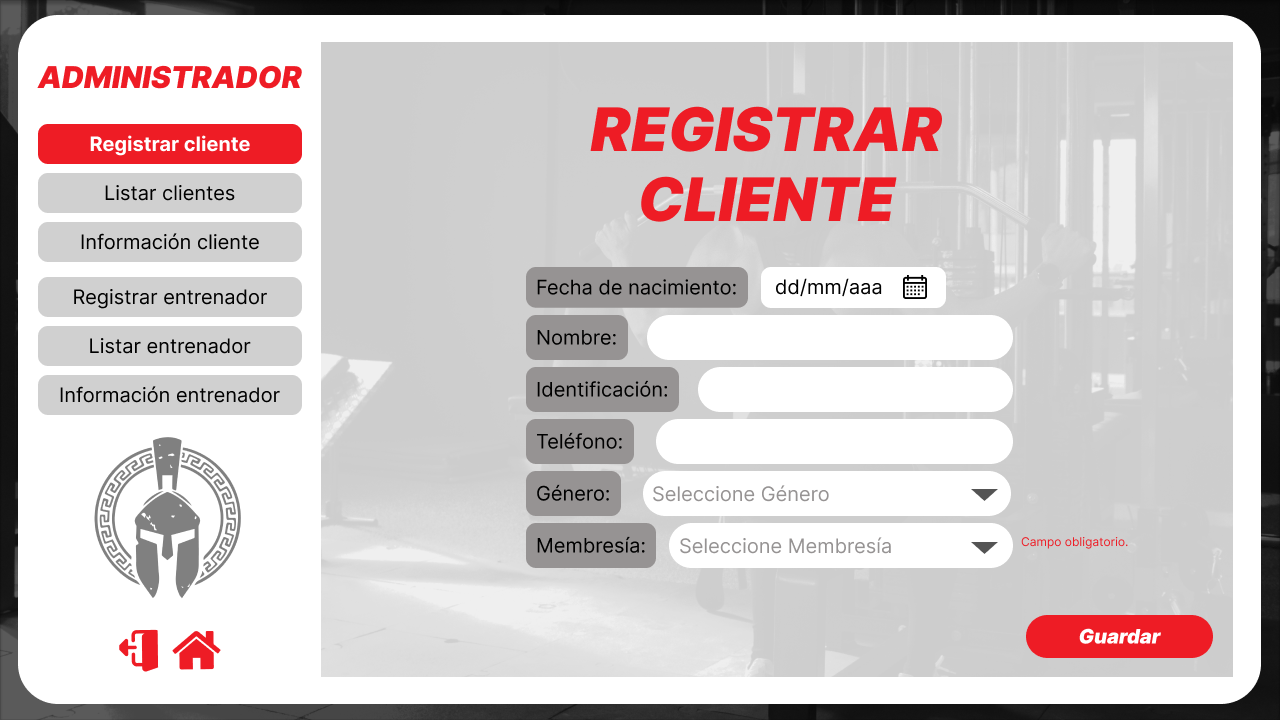 ADMINISTRADOR
Registrar cliente
Listar clientes
Información cliente
Registrar entrenador
Listar entrenador
Información entrenador
REGISTRAR
CLIENTE
Fecha de nacimiento: dd/mm/aaa
Nombre:
Identificación:
Teléfono:
Género: Seleccione Género
Membresía: Seleccione Membresía Campo obligatorio.
Guardar